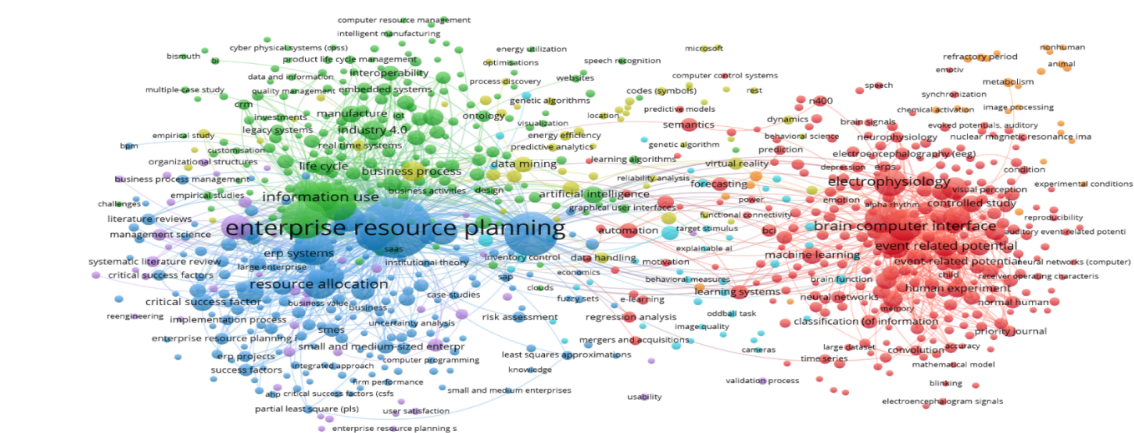 computer resource management
intelligent manufacturing
cyber physical systems (cpss)
bismuth
product life cycle management
energy utilization
microsoft
nonhuman
refractory period
animal
optimisations
speech recognition
emotiv
data and information
interoperability
process discovery
websites
computer control systems
metabolism
multiple-case study
quality management
embedded systems
codes (symbols)
rest
speech
synchronization
crm
genetic algorithms
n400
chemical activation
image processing
investments
manufacture
iot
ontology
location
predictive models
dynamics
brain signals
evoked potentials, auditory
legacy systems
industry 4.0
visualization
semantics
empirical study
energy efficiency
behavioral science
neurophysiology
nuclear magnetic resonance ima
bpm
customisation
real time systems
predictive analytics
genetic algorithm
prediction
electroencephalography (eeg)
organizational structures
life cycle
business process
data mining
learning algorithms
virtual reality
depression
erps
condition
business process management
reliability analysis
forecasting
electrophysiology
experimental conditions
empirical studies
information use
business activities
design
artificial intelligence
visual perception
challenges
graphical user interfaces
power
emotion
alpha rhythm
controlled study
literature reviews
functional connectivity
reproducibility
management science
enterprise resource planning
automation
target stimulus
bcj
brain computer interface
auditory event-related potenti
saas
explainable ai
event related potential
erp systems
inventory control
data handling
machine learning
systematic literature review
large enterprise
institutional theory
motivation
event-related potential
neural networks (computer)
critical success factors
sap
economics
behavioral measures
brain function
child
receiver operating characteris
resource allocation
clouds
learning systems
human experiment
critical success factor
business value
case-studies
fuzzy sets
e-learning
neural networks
normal human
business
memory
reengineering
implementation process
risk assessment
regression analysis
oddball task
classification (of information
smes
uncertainty analysis
image quality
priority journal
enterprise resource planning r
small and medium-sized enterpr
mergers and acquisitions
large dataset
accuracy
erp projects
least squares approximations
cameras
time series
convolution
success factors
integrated approach
computer programming
knowledge
mathematical model
firm performance
validation process
blinking
ahp
critical success factors (csfs
small and medium enterprises
usability
electroencephalogram signals
partial least square (pls)
user satisfaction
enterprise resource planning s